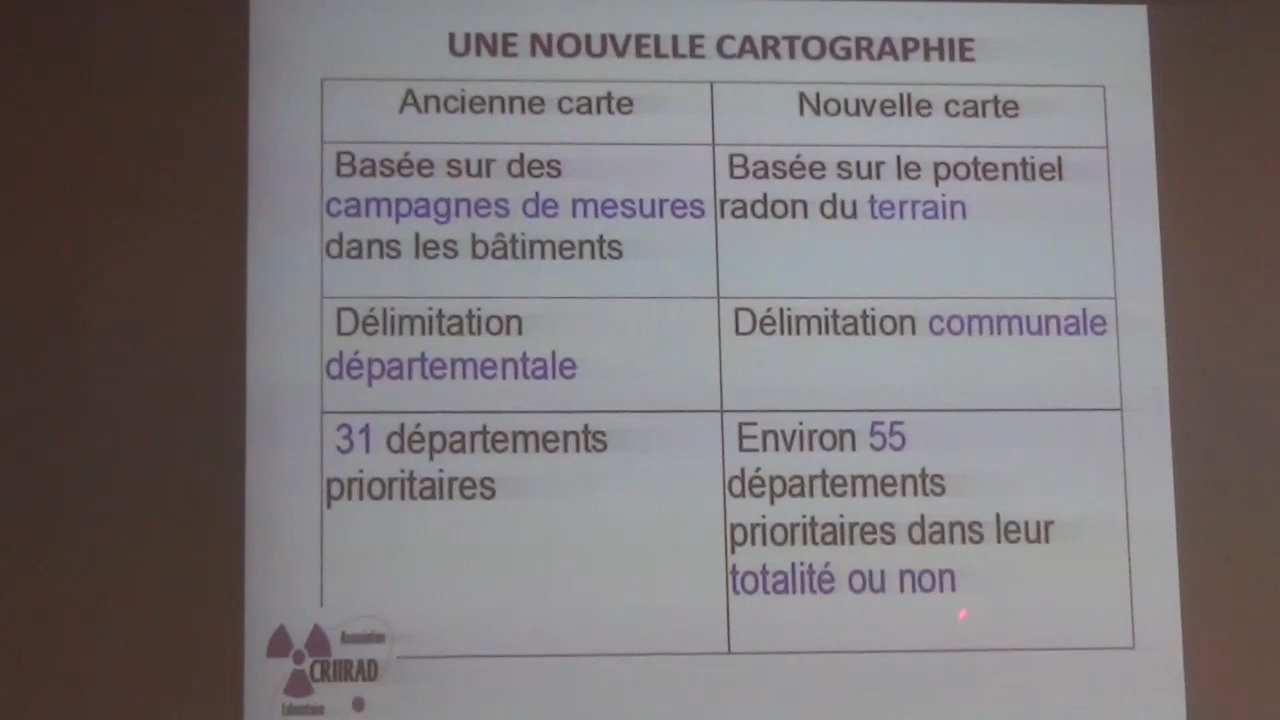 UNE NOUVELLE CARTOGRAPHIE
Ancienne carte
Nouvelle carte
Basée sur des
campagnes de mesures
dans les bâtiments
Basée sur le potentiel
radon du terrain
Délimitation
départementale
Délimitation communale
31 départements
prioritaires
Environ 55
départements
prioritaires dans leur
totalité ou non
Association
CRIIRAD
Laboratoire